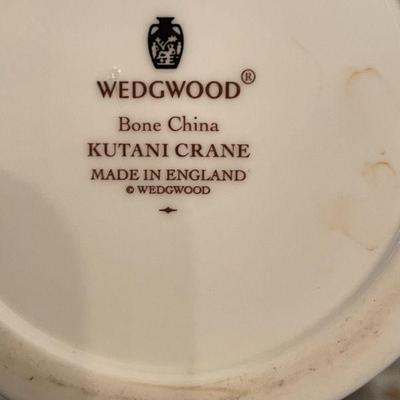 WEDGWOOD®
Bone China
KUTANI CRANE
MADE IN ENGLAND
© WEDGWOOD